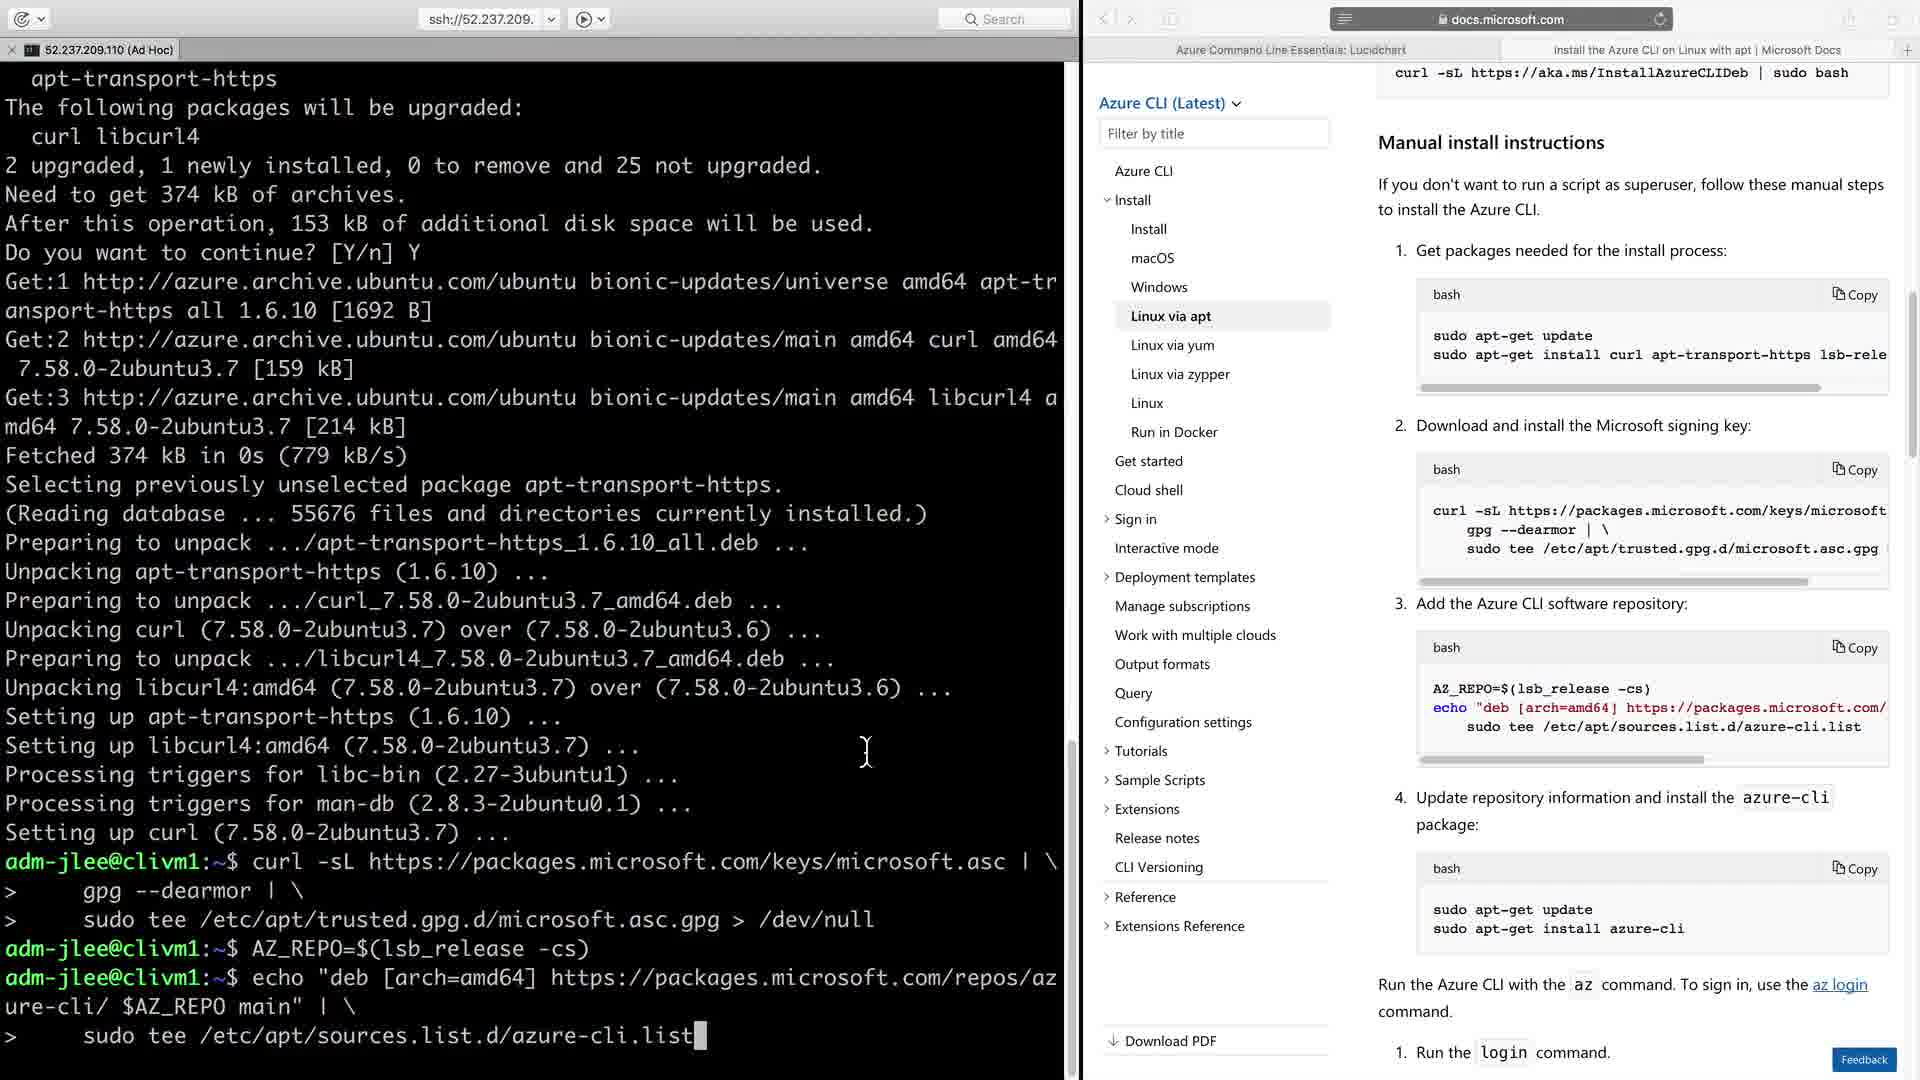 ssh://52.237.209.
Search
52.237.209.110 (Ad Hoc)
apt-transport-https
The following packages will be upgraded:
curl libcurl4
2 upgraded, 1 newly installed, 0 to remove and 25 not upgraded.
Need to get 374 kB of archives.
After this operation, 153 kB of additional disk space will be used.
Do you want to continue? [Y/n] Y
Get:1 http://azure.archive.ubuntu.com/ubuntu bionic-updates/universe amd64 apt-tr
ansport-https all 1.6.10 [1692 B]
Get:2 http://azure.archive.ubuntu.com/ubuntu bionic-updates/main amd64 curl amd64
7.58.0-2ubuntu3.7 [159 kB]
Get:3 http://azure.archive.ubuntu.com/ubuntu bionic-updates/main amd64 libcurl4 a
md64 7.58.0-2ubuntu3.7 [214 kB]
Fetched 374 kB in 0s (779 kB/s)
Selecting previously unselected package apt-transport-https.
(Reading database ... 55676 files and directories currently installed.)
Preparing to unpack .../apt-transport-https_1.6.10_all.deb ...
Unpacking apt-transport-https (1.6.10) ...
Preparing to unpack .../curl_7.58.0-2ubuntu3.7_amd64.deb ...
Unpacking curl (7.58.0-2ubuntu3.7) over (7.58.0-2ubuntu3.6) ...
Preparing to unpack .../libcurl4_7.58.0-2ubuntu3.7_amd64.deb ...
Unpacking libcurl4:amd64 (7.58.0-2ubuntu3.7) over (7.58.0-2ubuntu3.6) ...
Setting up apt-transport-https (1.6.10) ...
Setting up libcurl4:amd64 (7.58.0-2ubuntu3.7) ...
Processing triggers for libc-bin (2.27-3ubuntu1) ...
Processing triggers for man-db (2.8.3-2ubuntu0.1) ...
Setting up curl (7.58.0-2ubuntu3.7) ...
adm-jlee@clivm1:~$ curl -sL https://packages.microsoft.com/keys/microsoft.asc | \
> gpg --dearmor | \
> sudo tee /etc/apt/trusted.gpg.d/microsoft.asc.gpg > /dev/null
adm-jlee@clivm1:~$ AZ_REPO=$(lsb_release -cs)
adm-jlee@clivm1:~$ echo "deb [arch=amd64] https://packages.microsoft.com/repos/az
ure-cli/ $AZ_REPO main" | \
> sudo tee /etc/apt/sources.list.d/azure-cli.list
docs.microsoft.com
Azure Command Line Essentials: Lucidchart
Install the Azure CLI on Linux with apt | Microsoft Docs
Azure CLI (Latest)
Filter by title
Azure CLI
Install
Install
macOS
Windows
Linux via apt
Linux via yum
Linux via zypper
Linux
Run in Docker
Get started
Cloud shell
Sign in
Interactive mode
Deployment templates
Manage subscriptions
Work with multiple clouds
Output formats
Query
Configuration settings
Tutorials
Sample Scripts
Extensions
Release notes
CLI Versioning
Reference
Extensions Reference
Download PDF
curl -sL https://aka.ms/InstallAzureCLIDeb | sudo bash
Manual install instructions
If you don't want to run a script as superuser, follow these manual steps
to install the Azure CLI.
1. Get packages needed for the install process:
bash
Copy
sudo apt-get update
sudo apt-get install curl apt-transport-https lsb-rele
2. Download and install the Microsoft signing key:
bash
Copy
curl -sL https://packages.microsoft.com/keys/microsoft
gpg --dearmor | \
sudo tee /etc/apt/trusted.gpg.d/microsoft.asc.gpg
3. Add the Azure CLI software repository:
bash
Copy
AZ_REPO=$(lsb_release -cs)
echo "deb [arch=amd64] https://packages.microsoft.com/
sudo tee /etc/apt/sources.list.d/azure-cli.list
4. Update repository information and install the azure-cli
package:
bash
Copy
sudo apt-get update
sudo apt-get install azure-cli
Run the Azure CLI with the az command. To sign in, use the az login
command.
1. Run the login command.
Feedback